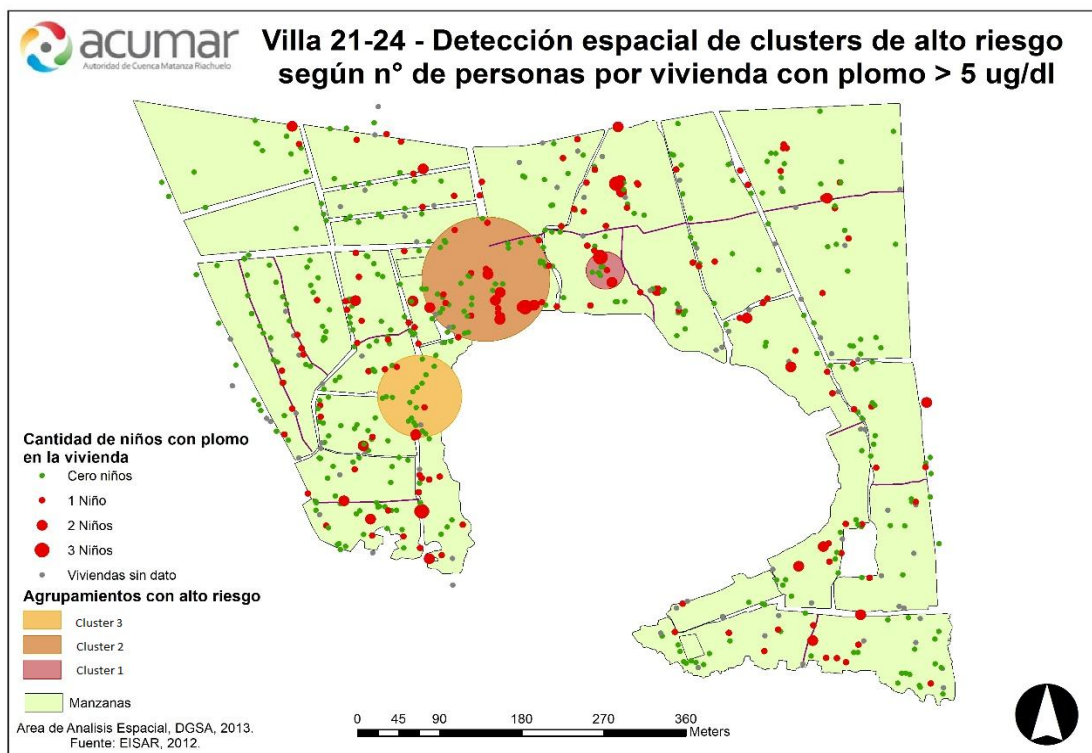 acumar
Autoridad de Cuenca Matanza Riachuelo
Villa 21-24 - Detección espacial de clusters de alto riesgo
según n° de personas por vivienda con plomo > 5 ug/dl
Cantidad de niños con plomo
en la vivienda
Cero niños
1 Niño
2 Niños
3 Niños
Viviendas sin dato
Agrupamientos con alto riesgo
Cluster 3
Cluster 2
Cluster 1
Manzanas
Area de Analisis Espacial, DGSA, 2013.
Fuente: EISAR, 2012.
0 45 90 180 270 360
Meters